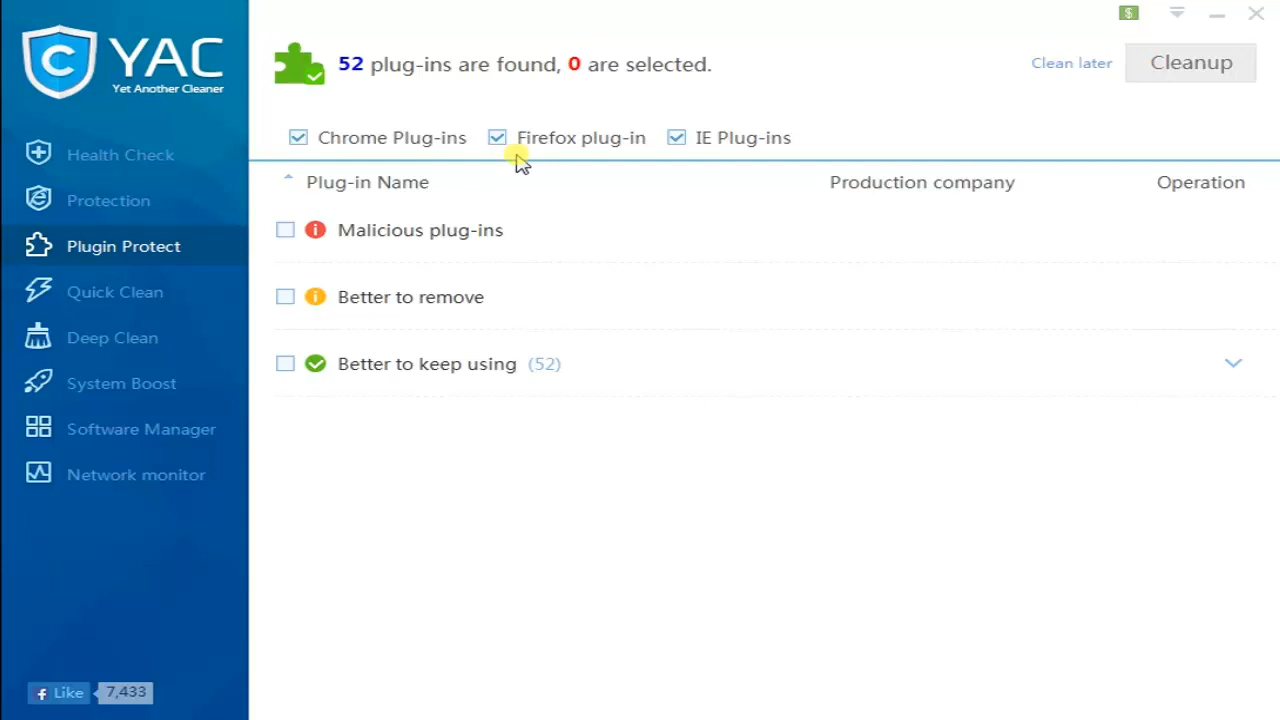 YAC
Yet Another Cleaner
Health Check
Protection
Plugin Protect
Quick Clean
Deep Clean
System Boost
Software Manager
Network monitor
Like 7,433
$
52 plug-ins are found, 0 are selected.
Clean later
Cleanup
Chrome Plug-ins Firefox plug-in IE Plug-ins
Plug-in Name Production company Operation
Malicious plug-ins
Better to remove
Better to keep using (52)